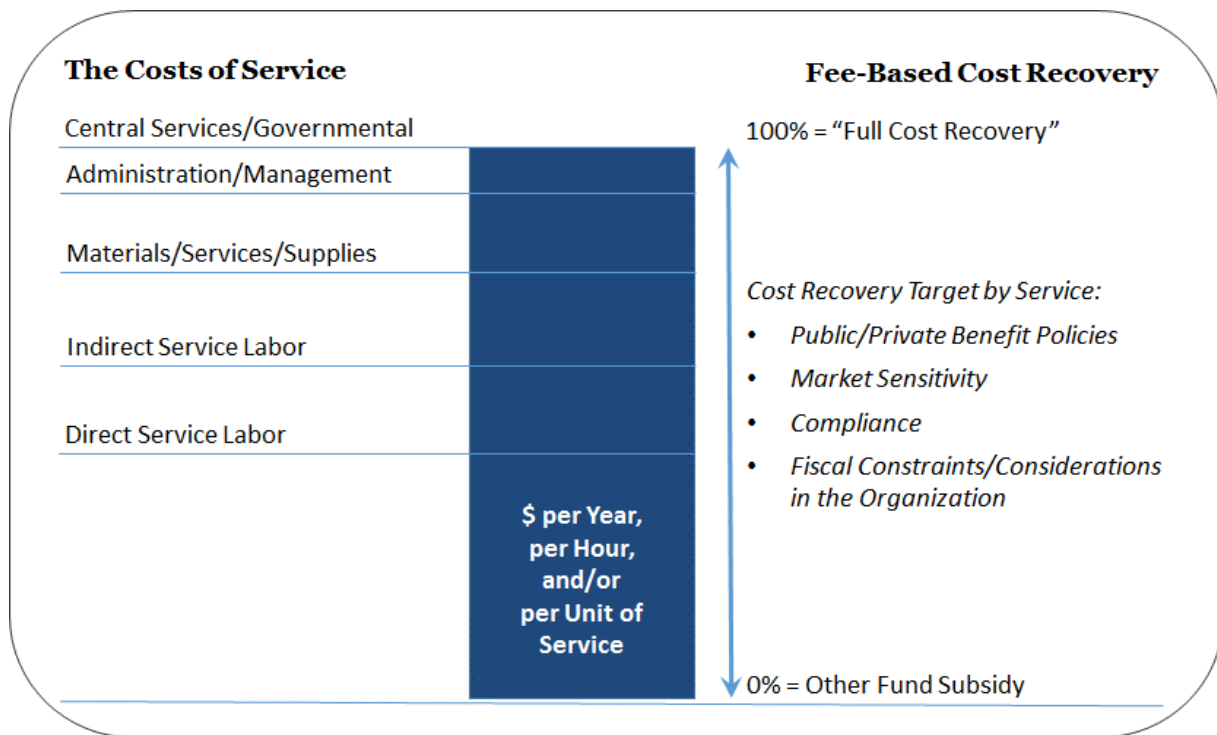 The Costs of Service
Central Services/Governmental
Administration/Management
Materials/Services/Supplies
Indirect Service Labor
Direct Service Labor
$ per Year,
per Hour,
and/or
per Unit of
Service
Fee-Based Cost Recovery
100% = “Full Cost Recovery”
Cost Recovery Target by Service:
• Public/Private Benefit Policies
• Market Sensitivity
• Compliance
• Fiscal Constraints/Considerations
in the Organization
0% = Other Fund Subsidy